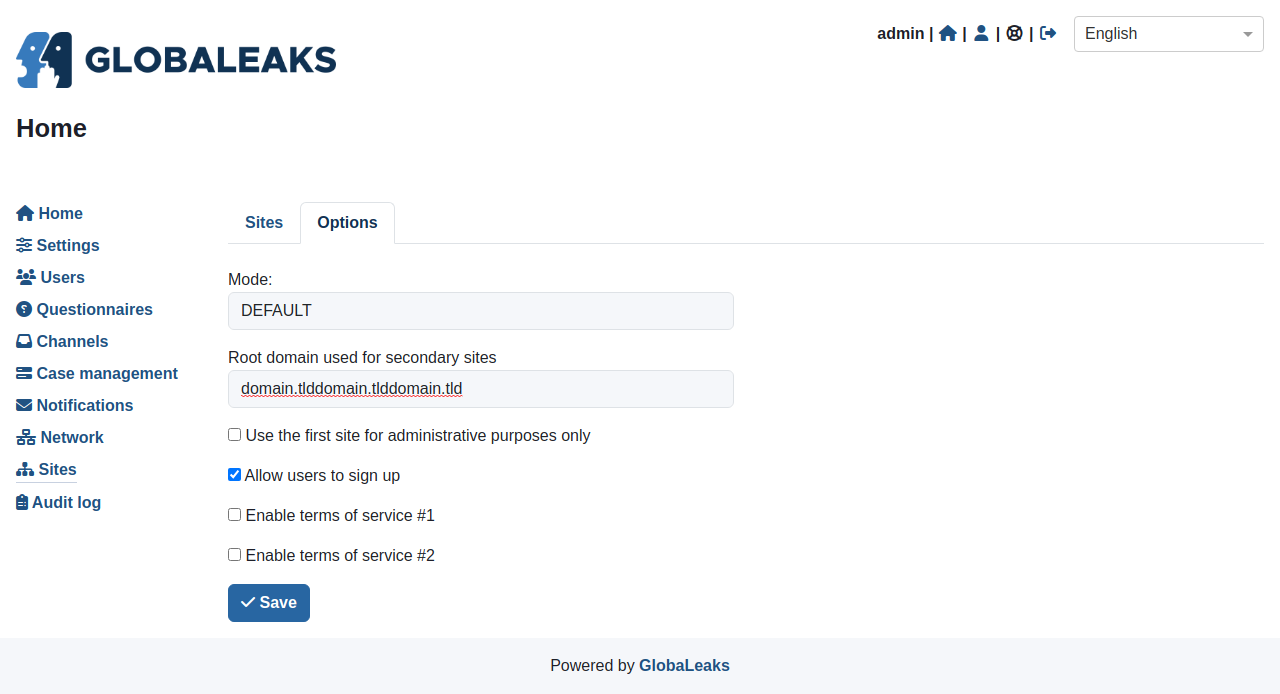 GLOBALEAKS
admin | | | |
English
Home
Home
Settings
Users
Questionnaires
Channels
Case management
Notifications
Network
Sites
Audit log
Sites Options
Mode:
DEFAULT
Root domain used for secondary sites
domain.tlddomain.tlddomain.tld
Use the first site for administrative purposes only
Allow users to sign up
Enable terms of service #1
Enable terms of service #2
Save
Powered by GlobaLeaks